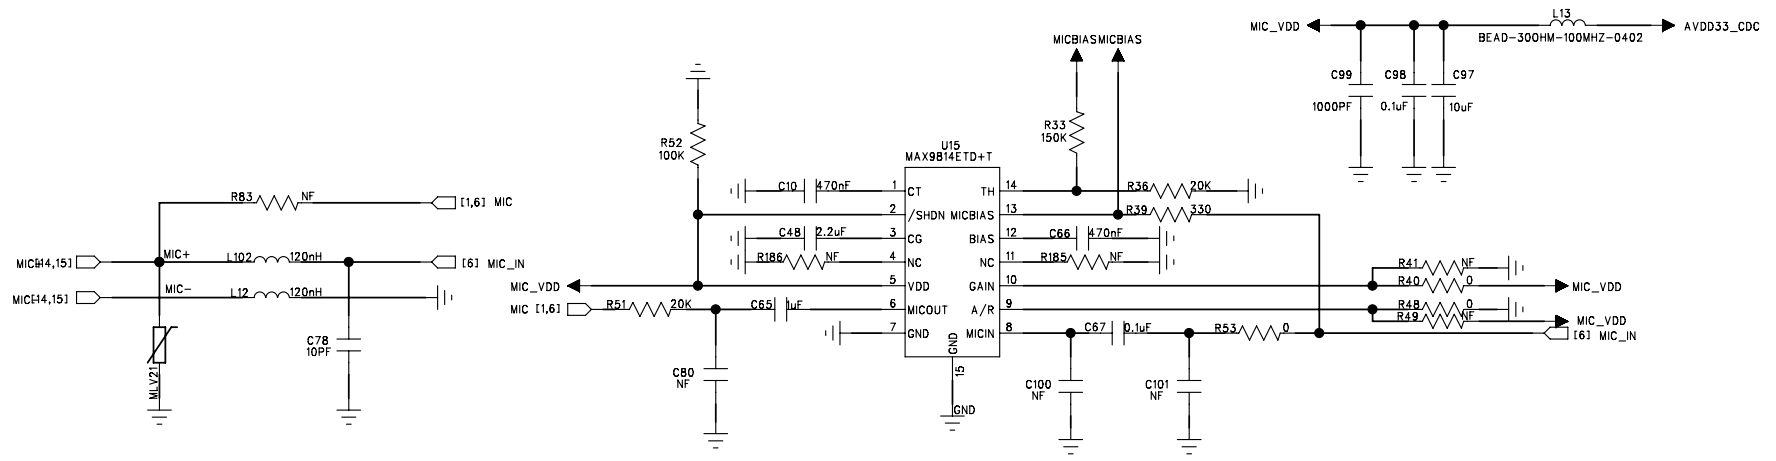 L13
MIC_VDD
AVDD33_CDC
BEAD-300HM-100MHZ-0402
MICBIAS
MICBIAS
C99
C98
C97
1000PF
0.1uF
10uF
R52
100K
R33
150K
U15
MAX9814ETD+T
C10
470nF
1
CT
TH
14
R36
20K
R83
NF
[1,6] MIC
2
/SHDN
MICBIAS
13
R39
330
C48
2.2uF
3
CG
BIAS
12
C66
470nF
MIC+
L102
120nH
[6] MIC_IN
R186
NF
4
NC
NC
11
R185
NF
R41
NF
MIC-
L12
120nH
MIC_VDD
5
VDD
GAIN
10
R40
0
MIC_VDD
MIC [1,6]
R51
20K
C65
1uF
6
MICOUT
A/R
9
R48
0
R49
NF
MIC_VDD
7
GND
MICIN
8
C67
0.1uF
R53
0
[6] MIC_IN
GND
15
C78
10PF
MLV21
C80
NF
C100
NF
C101
NF
GND